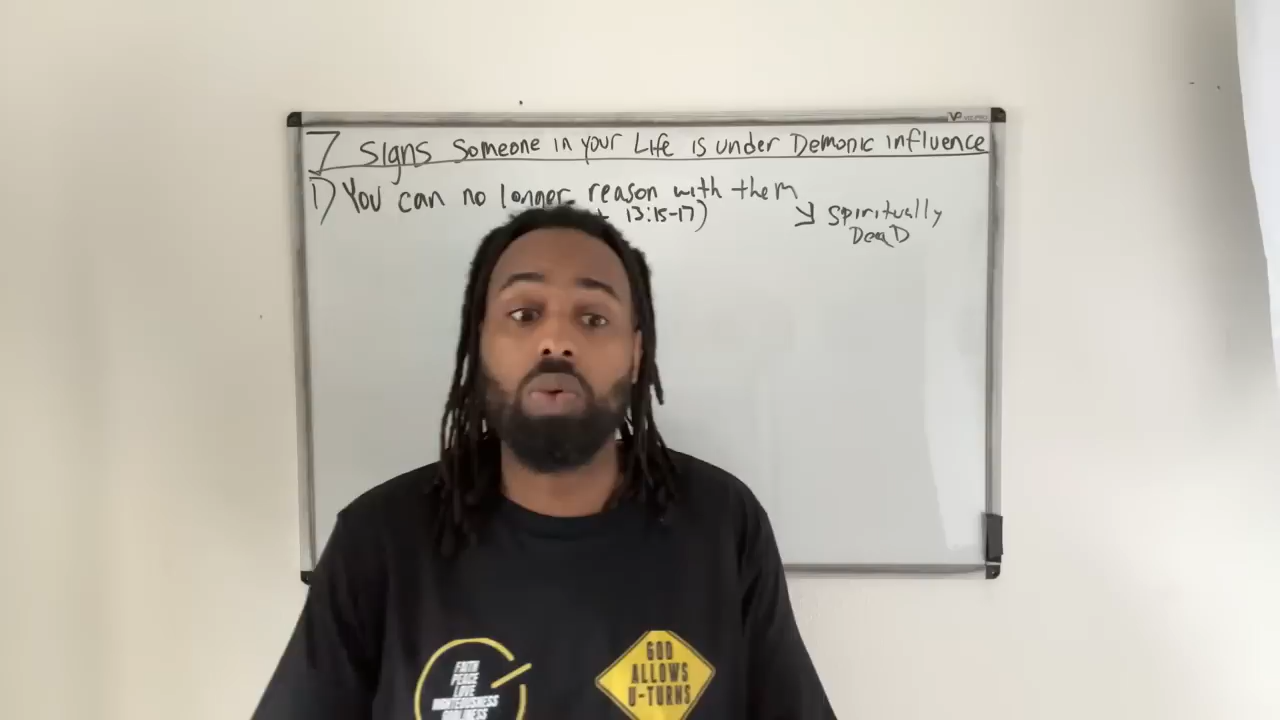 7 Signs Someone in your Life is under Demonic influence
1) You can no longer reason with them
13:15-17)
↘ Spiritually
DeaD
FAITH
PEACE
LOVE
RIGHTEOUSNESS
GOD
ALLOWS
U-TURNS